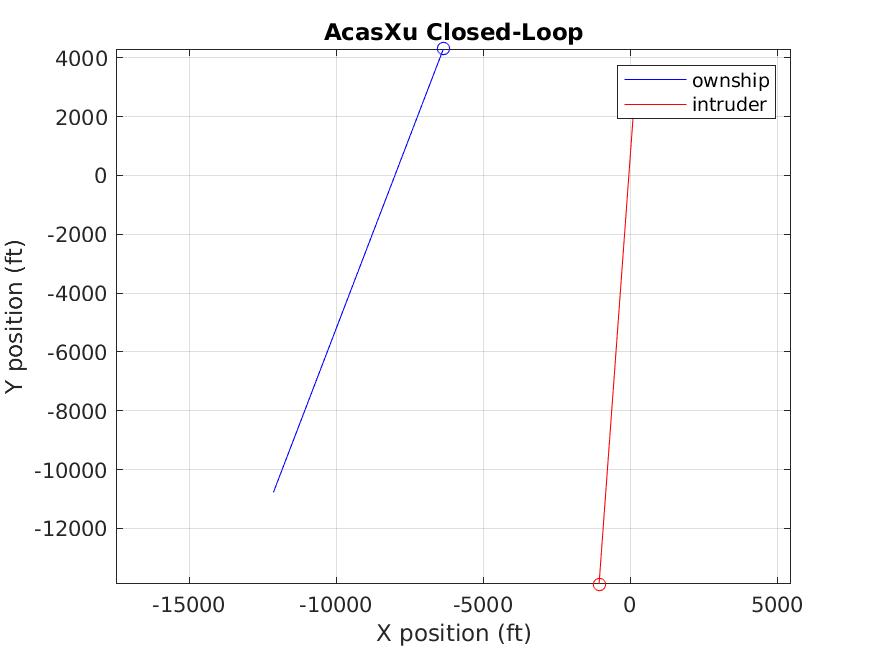 AcasXu Closed-Loop
4000
2000
0
-2000
-4000
-6000
-8000
-10000
-12000
Y position (ft)
ownship
intruder
-15000 -10000 -5000 0 5000
X position (ft)